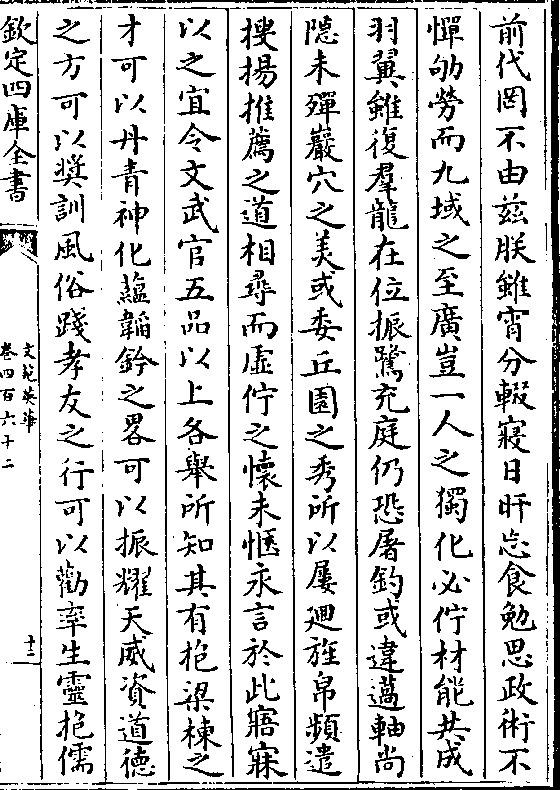 前代罔不由兹朕雖宵分輟寢日旰忘食勉思政術不
憚劬勞而九域之至廣豈一人之獨化必佇材能共成
羽翼雖復羣龍在位振鷺充庭仍恐屠釣或違薖軸尚
隱未殫巖穴之美或委丘園之秀所以屢廻旌帛頻遣
搜揚推薦之道相尋而虛佇之懷未愜永言於此寤寐
以之宜令文武官五品以上各舉所知其有抱梁棟之
才可以丹青神化蘊韜鈐之畧可以振耀天威資道德
之方可以奬訓風俗踐孝友之行可以勸率生靈抱儒
欽定四庫全書
文苑英華
卷四百六十二
十三